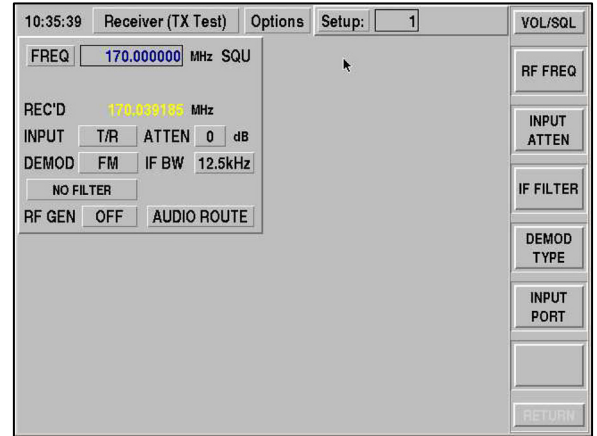 10:35:39 Receiver (TX Test) Options Setup: 1
FREQ 170.000000 MHz SQU
REC'D 170.039185 MHz
INPUT T/R ATTEN 0 dB
DEMOD FM IF BW 12.5kHz
NO FILTER
RF GEN OFF AUDIO ROUTE
VOL/SQL
RF FREQ
INPUT
ATTEN
IF FILTER
DEMOD
TYPE
INPUT
PORT
RETURN